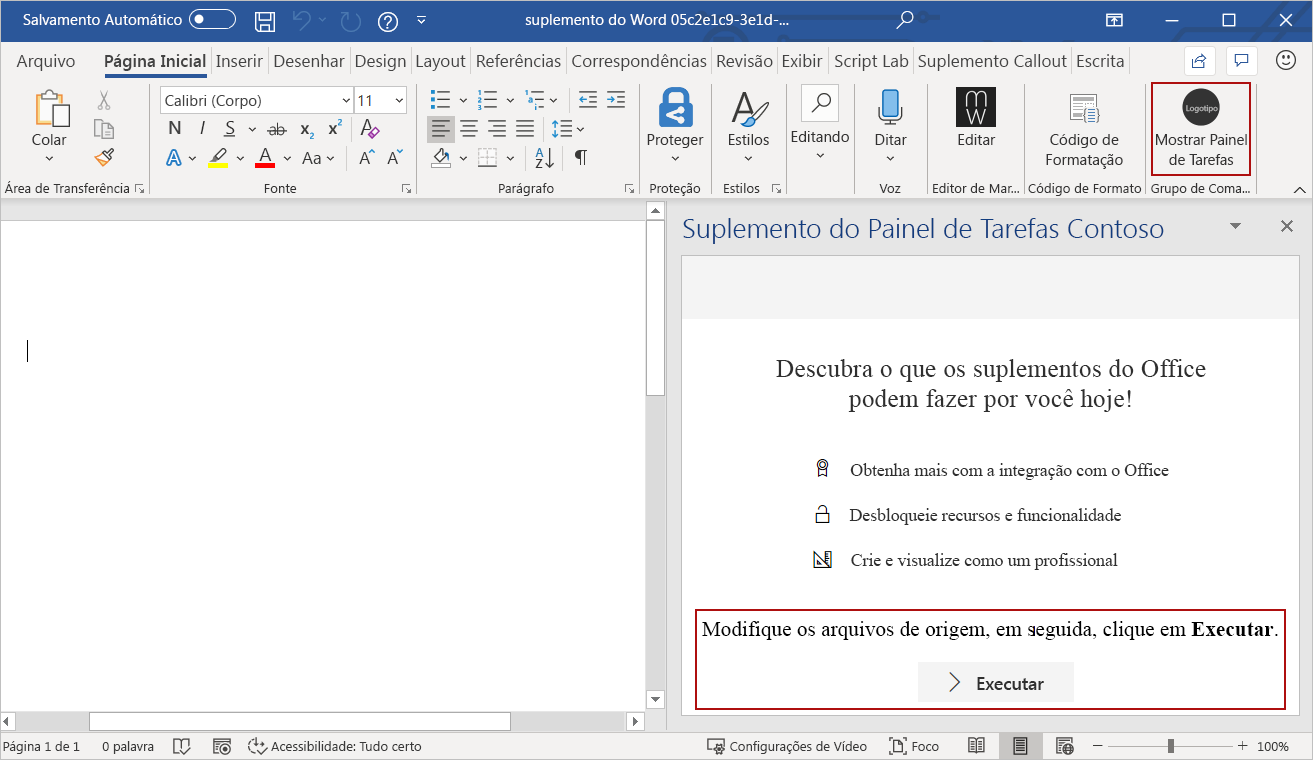 Salvamento Automático
suplemento do Word 05c2e1c9-3e1d-...
Arquivo Página Inicial Inserir Desenhar Design Layout Referências Correspondências Revisão Exibir Script Lab Suplemento Callout Escrita
Colar
Área de Transferência
Calibri (Corpo) 11
N I S ab x2 x2 A
A A Aa A A
Fonte
A Z
Parágrafo
Proteger
Proteção
Estilos
Estilos
Editando
Ditar
Voz
MW
Editar
Editor de Mar...
Código de
Formatação
Código de Formato
Logotipo
Mostrar Painel
de Tarefas
Grupo de Coma...
Suplemento do Painel de Tarefas Contoso
Descubra o que os suplementos do Office
podem fazer por você hoje!
Obtenha mais com a integração com o Office
Desbloqueie recursos e funcionalidade
Crie e visualize como um profissional
Modifique os arquivos de origem, em seguida, clique em Executar.
Executar
Página 1 de 1 0 palavra Acessibilidade: Tudo certo Configurações de Vídeo Foco 100%